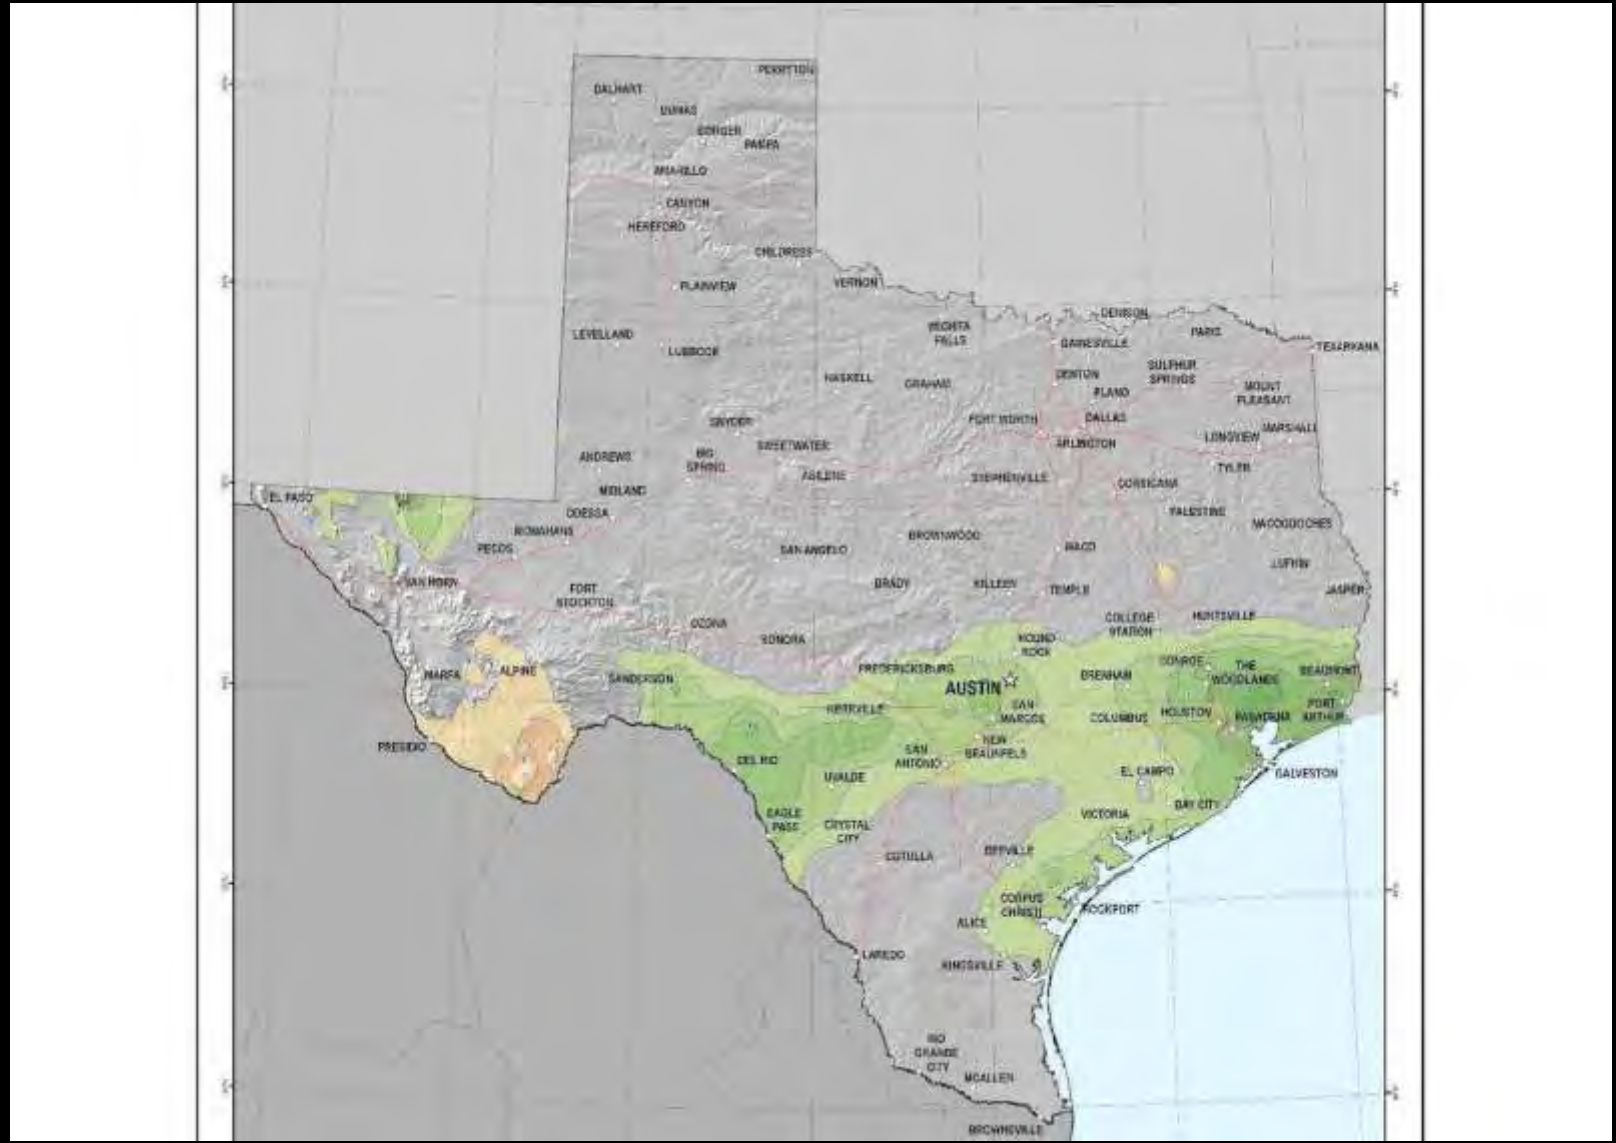 PERRYTON
DALHART
DUMAS
BORGER
PAMPA
AMARILLO
CANYON
HEREFORD
CHILDRESS
PLAINVIEW
VERNON
LEVELLAND
LUBBOCK
WICHITA
FALLS
DENISON
PARIS
GAINESVILLE
TEXARKANA
HASKELL
GRAHAM
DENTON
SULPHUR
SPRINGS
PLANO
MOUNT
PLEASANT
SNYDER
FORT WORTH
DALLAS
ARLINGTON
LONGVIEW
MARSHALL
SWEETWATER
ANDREWS
BIG
SPRING
ABILENE
STEPHENVILLE
CORSICANA
TYLER
EL PASO
MIDLAND
ODESSA
MONAHANS
PALESTINE
NACOGDOCHES
PECOS
SAN ANGELO
BROWNWOOD
WACO
LUFKIN
VAN HORN
FORT
STOCKTON
BRADY
KILLEEN
TEMPLE
JASPER
OZONA
SONORA
COLLEGE
STATION
HUNTSVILLE
ROUND
ROCK
MARFA
ALPINE
SANDERSON
FREDERICKSBURG
AUSTIN
BRENHAM
CONROE
THE
WOODLANDS
BEAUMONT
KERRVILLE
SAN
MARCOS
COLUMBUS
HOUSTON
PASADENA
PORT
ARTHUR
PRESIDIO
DEL RIO
SAN
ANTONIO
NEW
BRAUNFELS
UVALDE
EL CAMPO
GALVESTON
EAGLE
PASS
CRYSTAL
CITY
VICTORIA
BAY CITY
COTULLA
BEEVILLE
CORPUS
CHRISTI
ROCKPORT
ALICE
LAREDO
KINGSVILLE
RIO
GRANDE
CITY
MCALLEN
BROWNSVILLE